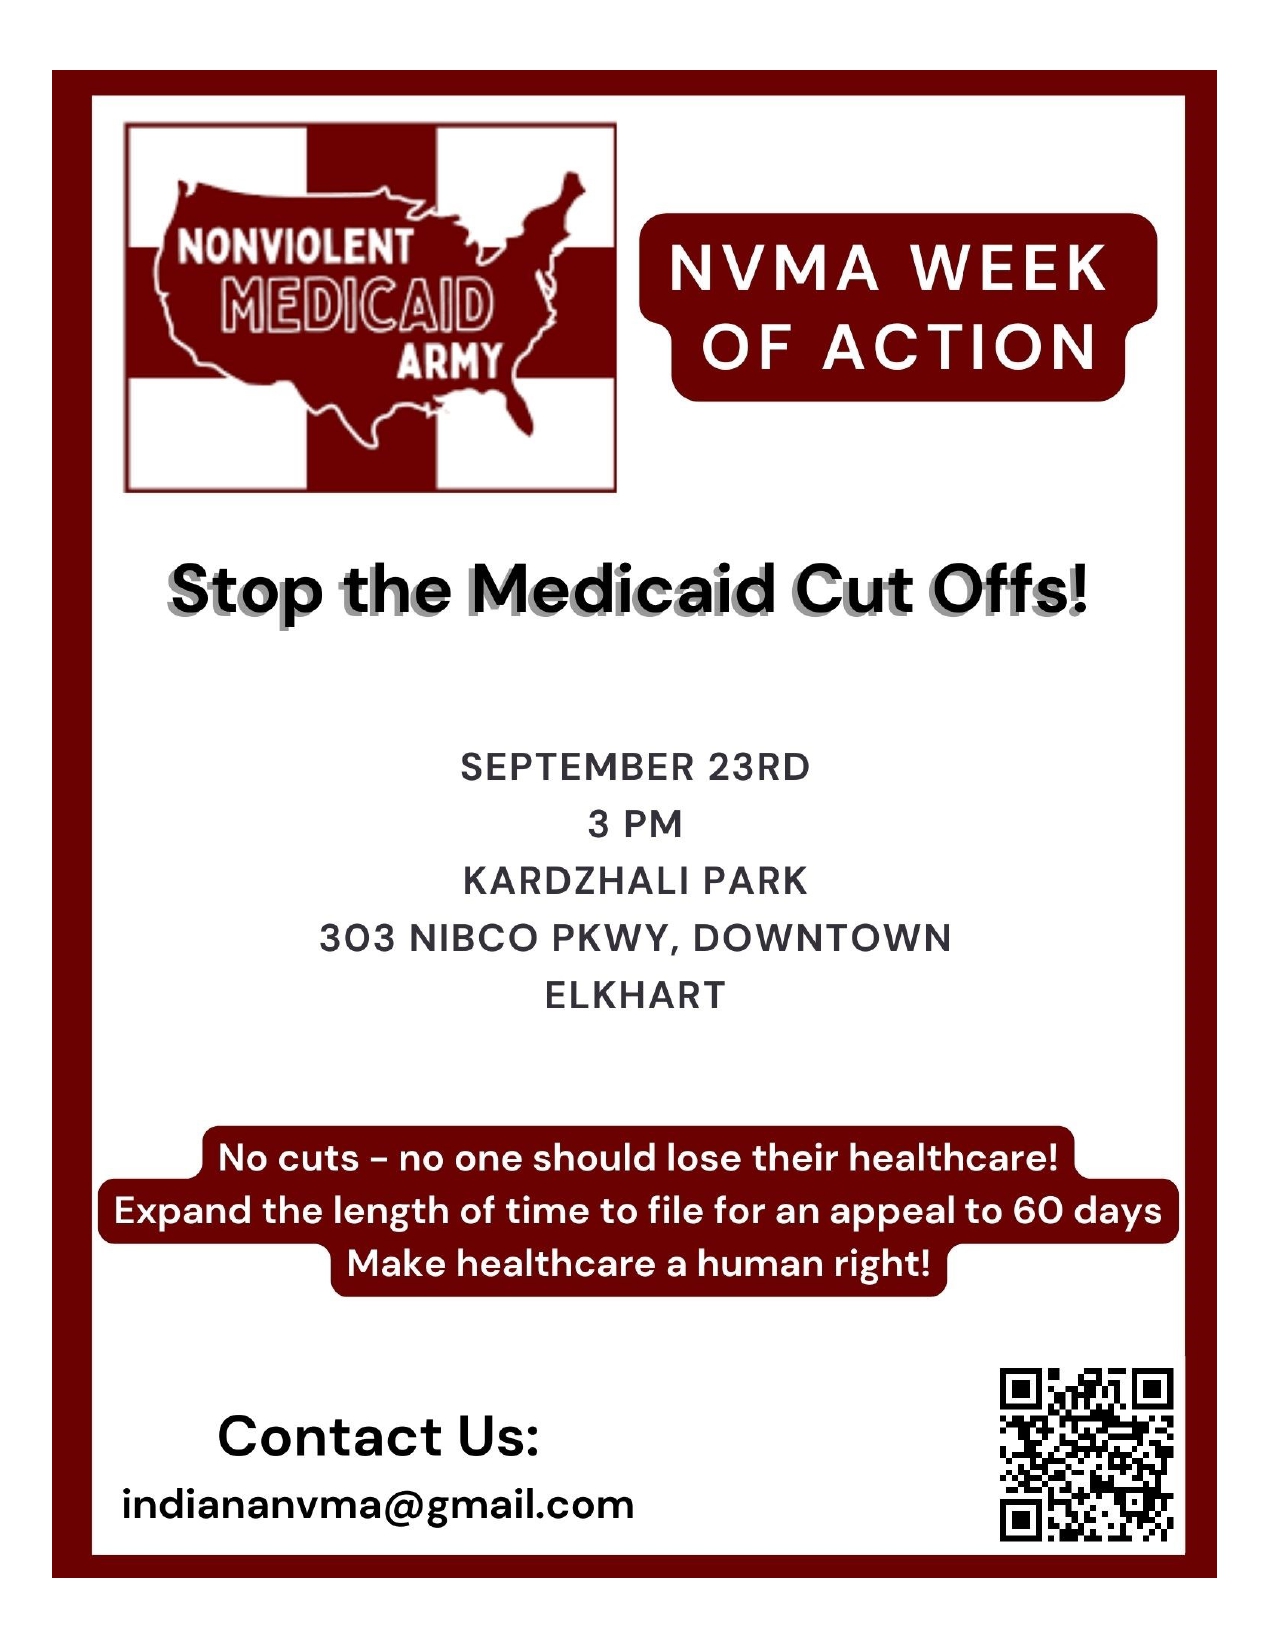 NONVIOLENT
MEDICAID
ARMY
NVMA WEEK
OF ACTION
Stop the Medicaid Cut Offs!
SEPTEMBER 23RD
3 PM
KARDZHALI PARK
303 NIBCO PKWY, DOWNTOWN
ELKHART
No cuts - no one should lose their healthcare!
Expand the length of time to file for an appeal to 60 days
Make healthcare a human right!
Contact Us:
indiananvma@gmail.com